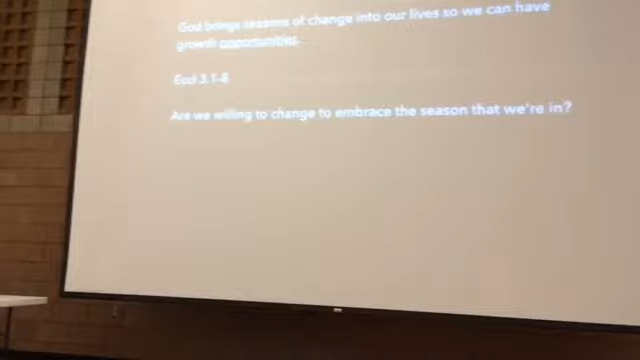 God brings seasons of change into our lives so we can have
growth opportunities.
Eccl 3.1-8
Are we willing to change to embrace the season that we're in?